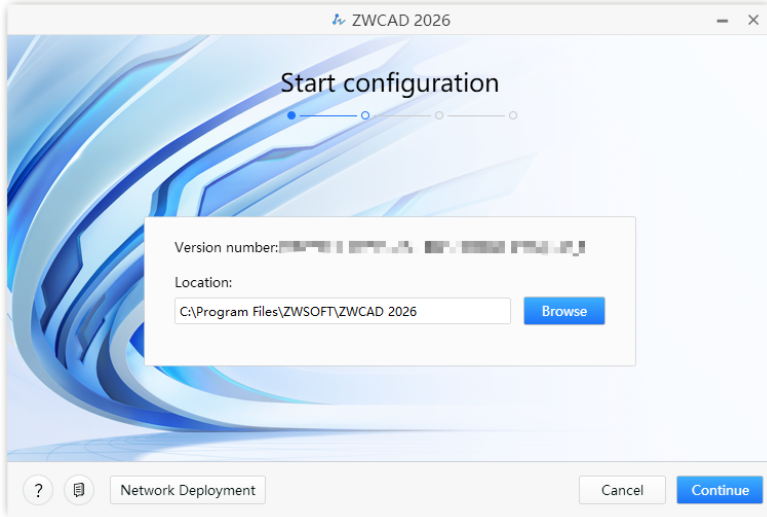 ZWCAD 2026
Start configuration
Version number:
Location:
C:\Program Files\ZWSOFT\ZWCAD 2026
Browse
?
Network Deployment
Cancel
Continue